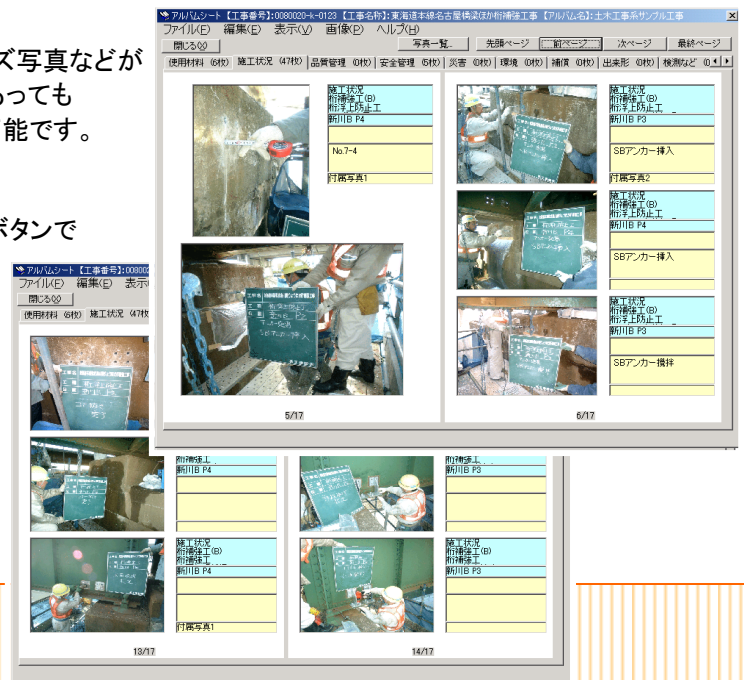 ズ写真などが
あっても
可能です。
ボタンで
アルバムシート 【工事番号】:0080020-k-0123 【工事名称】:東海道本線名古屋橋梁ほか桁補強工事 【アルバム名】:土木工事系サンプル工事
ファイル(F) 編集(E) 表示(V) 画像(P) ヘルプ(H)
閉じる(X) 写真一覧.. 先頭ページ 前ページ 次ページ 最終ページ
使用材料 (6枚) 施工状況 (47枚) 品質管理 (0枚) 安全管理 (5枚) 災害 (0枚) 環境 (0枚) 補償 (0枚) 出来形 (0枚) 検測など (0
施工状況
桁補強工(B)
桁浮上防止工
新川B P4
No.7-4
付属写真1
施工状況
桁補強工(B)
桁浮上防止工
新川B P3
SBアンカー挿入
付属写真2
施工状況
桁補強工(B)
桁浮上防止工
新川B P4
SBアンカー挿入
施工状況
桁補強工(B)
桁浮上防止工
新川B P3
SBアンカー攪拌
5/17
6/17
アルバムシート 【工事番号】:008002
ファイル(F) 編集(E) 表示
閉じる(X)
使用材料 (6枚) 施工状況 (47枚
桁補強工
新川B P4
施工状況
桁補強工(B)
桁補強工
新川B P4
付属写真1
桁補強工
新川B P3
施工状況
桁補強工(B)
桁補強工
新川B P3
13/17
14/17